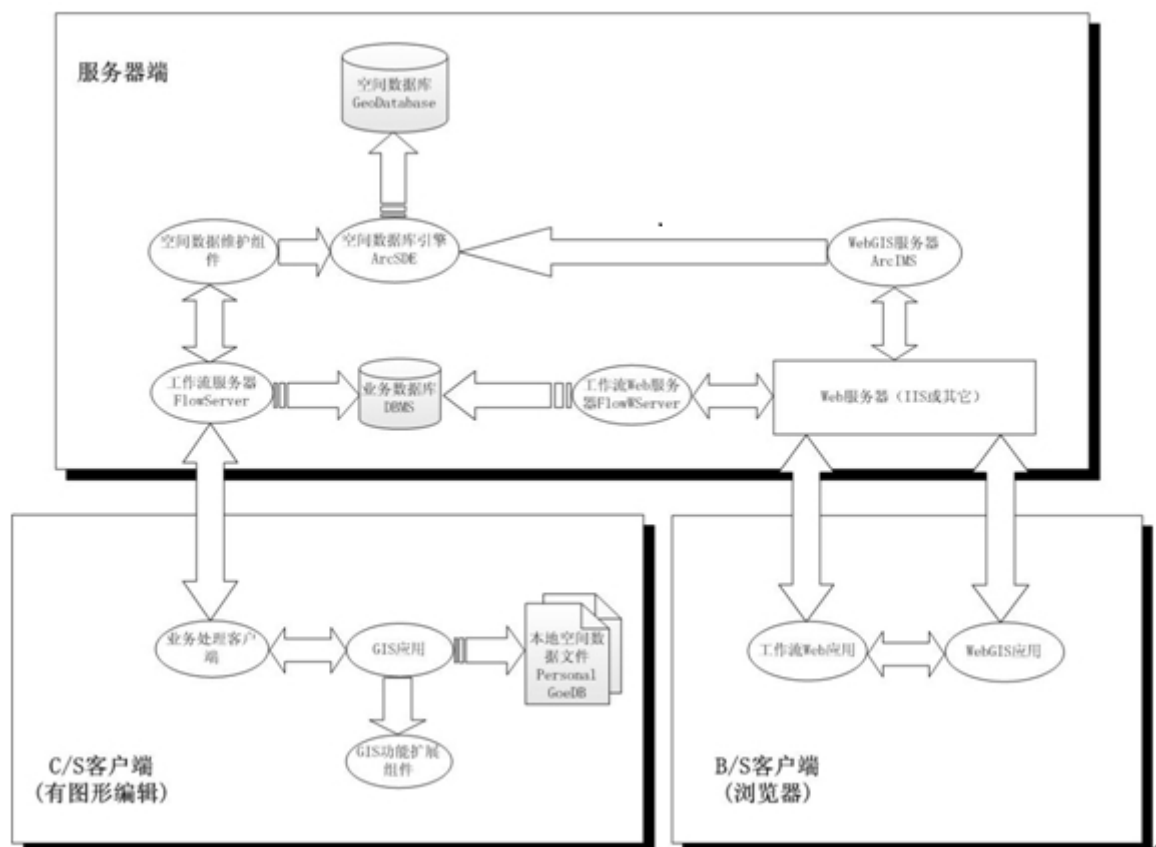 服务器端
空间数据库
GeoDatabase
空间数据维护组
件
空间数据库引擎
ArcSDE
WebGIS服务器
ArcIMS
工作流服务器
FlowServer
业务数据库
DBMS
工作流Web服务
器FlowWServer
Web服务器（IIS或其它）
业务处理客户
端
GIS应用
本地空间数
据文件
Personal
GoeDB
GIS功能扩展
组件
C/S客户端
(有图形编辑)
工作流Web应用
WebGIS应用
B/S客户端
(浏览器)